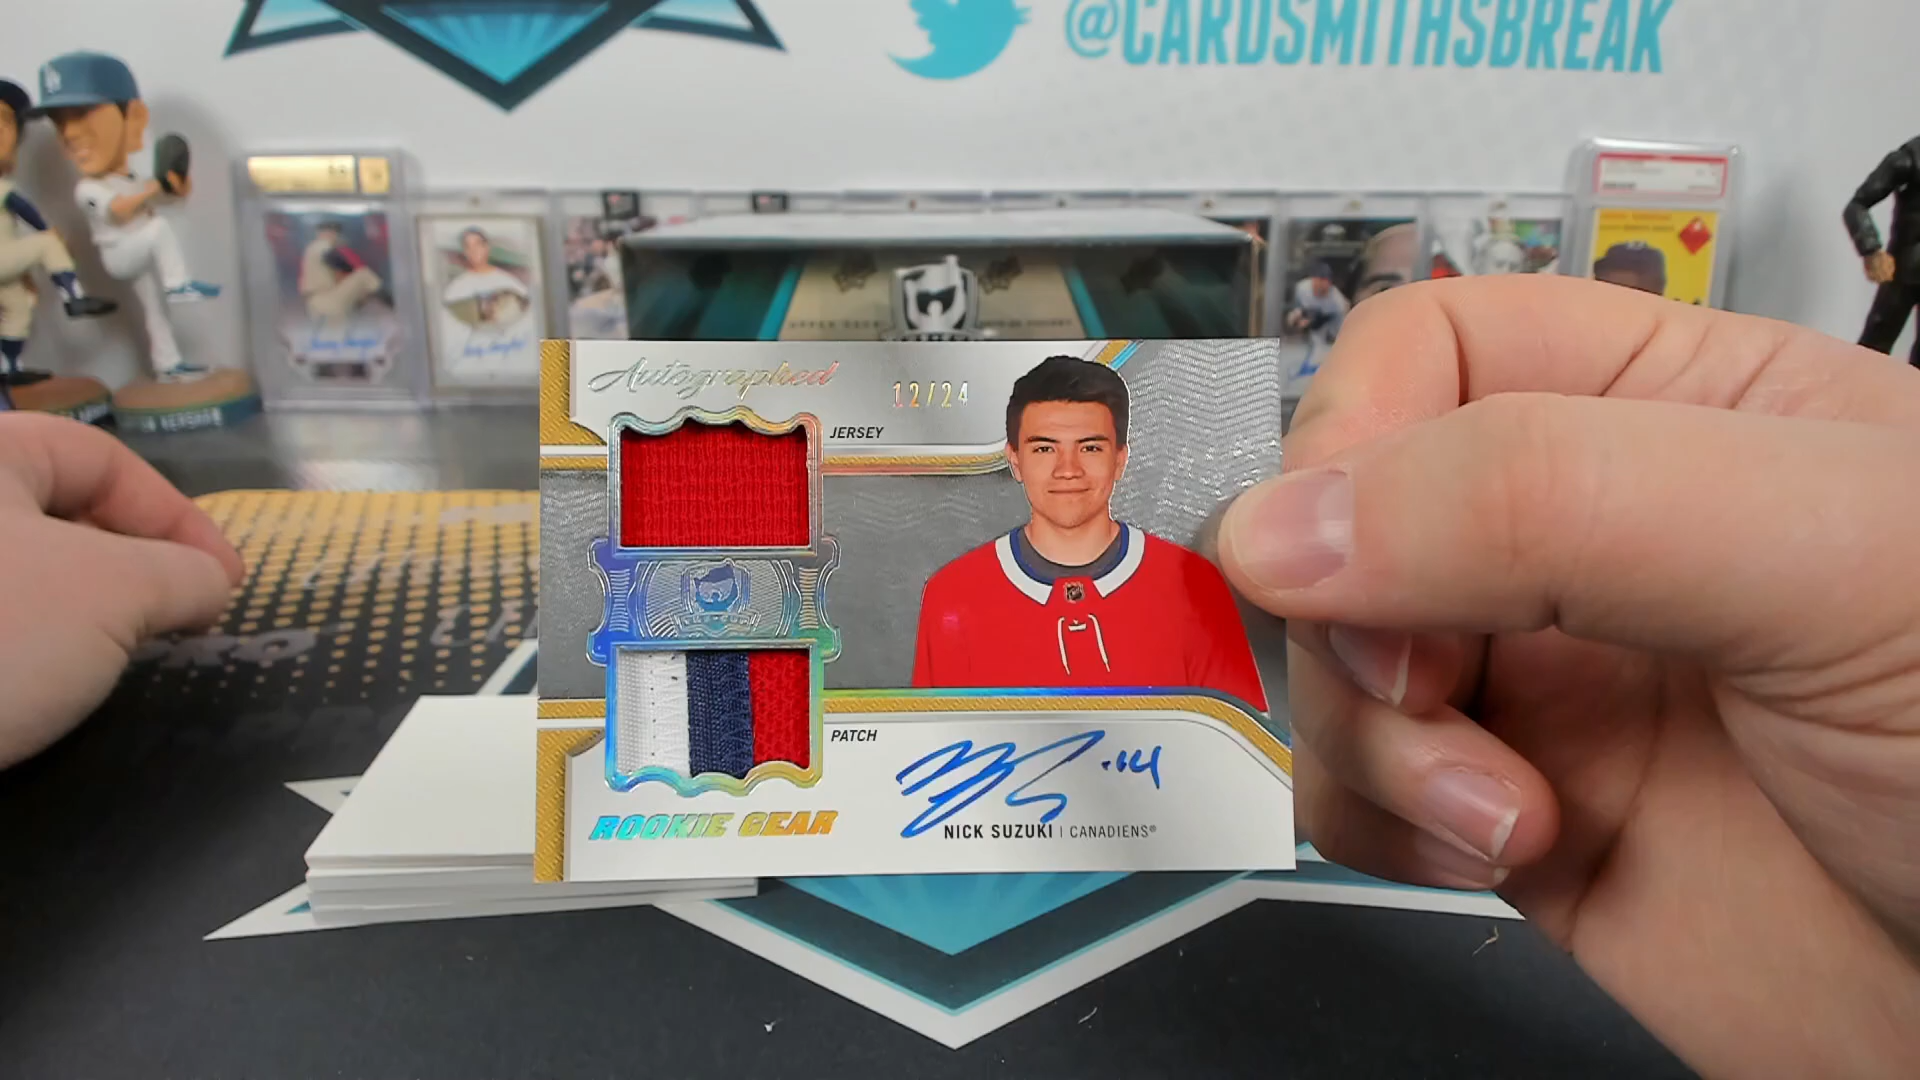 @CARDSMITHSBREAK
Autographed
12/24
JERSEY
PATCH
.14
ROOKIE GEAR
NICK SUZUKI | CANADIENS®